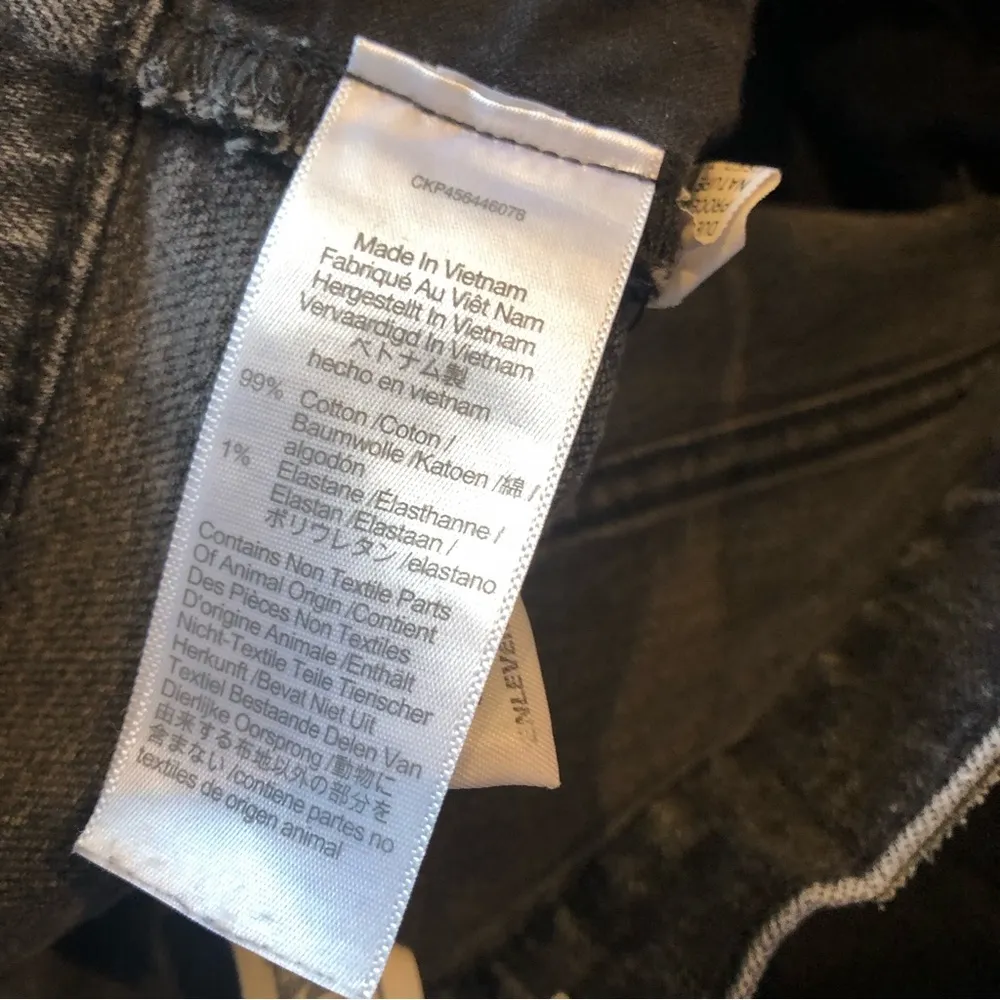 CKP456446078
Made In Vietnam
Fabriqué Au Viêt Nam
Hergestellt In Vietnam
Vervaardigd In Vietnam
ベトナム製
hecho en vietnam
99% Cotton /Coton /
Baumwolle /Katoen /綿 /
algodón
1% Elastane /Élasthanne /
Elastan /Elastaan /
ポリウレタン /elastano
Contains Non Textile Parts
Of Animal Origin /Contient
Des Pièces Non Textiles
D'origine Animale /Enthält
Nicht-Textile Teile Tierischer
Herkunft /Bevat Niet Uit
Textiel Bestaande Delen Van
Dierlijke Oorsprong /動物に
由来する布地以外の部分を
含まない /contiene partes no
textiles de origen animal